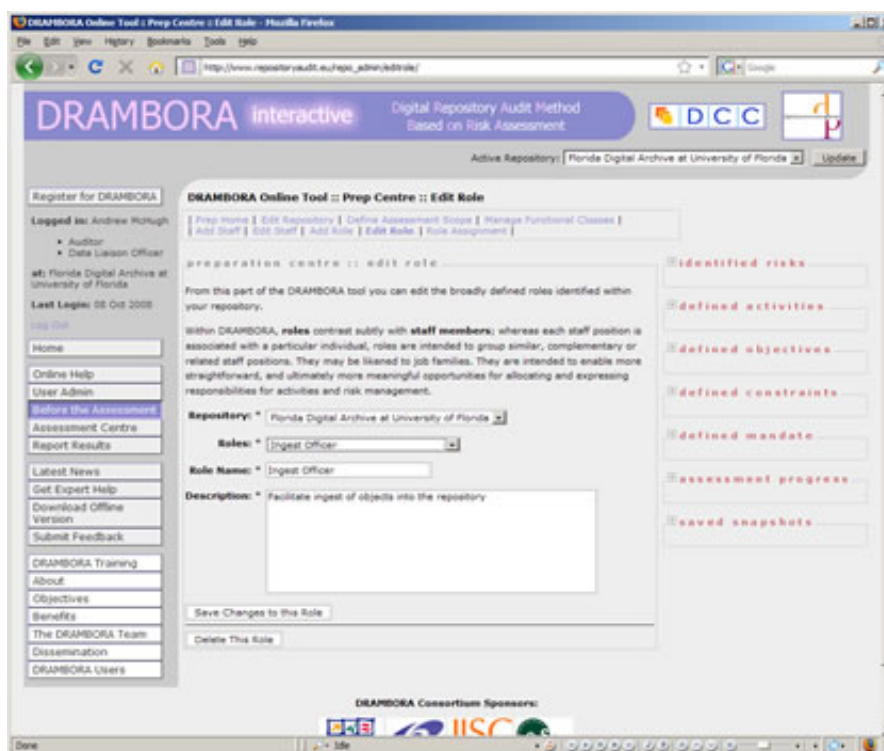 DRAMBORA Online Tool :: Prep Centre :: Edit Role - Mozilla Firefox
File Edit View History Bookmarks Tools Help
http://www.repositoryaudit.eu/repo_admin/editrole/
Google
DRAMBORA interactive
Digital Repository Audit Method
Based on Risk Assessment
DCC
dp
Active Repository: Florida Digital Archive at University of Florida Update
Register for DRAMBORA
Logged in: Andrew McHugh
• Auditor
• Data Liaison Officer
at: Florida Digital Archive at
University of Florida
Last Login: 08 Oct 2008
Log Out
Home
Online Help
User Admin
Before the Assessment
Assessment Centre
Report Results
Latest News
Get Expert Help
Download Offline
Version
Submit Feedback
DRAMBORA Training
About
Objectives
Benefits
The DRAMBORA Team
Dissemination
DRAMBORA Users
DRAMBORA Online Tool :: Prep Centre :: Edit Role
| Prep Home | Edit Repository | Define Assessment Scope | Manage Functional Classes |
| Add Staff | Edit Staff | Add Role | Edit Role | Role Assignment |
preparation centre :: edit role
From this part of the DRAMBORA tool you can edit the broadly defined roles identified within
your repository.
Within DRAMBORA, roles contrast subtly with staff members; whereas each staff position is
associated with a particular individual, roles are intended to group similar, complementary or
related staff positions. They may be likened to job families. They are intended to enable more
straightforward, and ultimately more meaningful opportunities for allocating and expressing
responsibilities for activities and risk management.
Repository: * Florida Digital Archive at University of Florida
Roles: * Ingest Officer
Role Name: * Ingest Officer
Description: * Facilitate ingest of objects into the repository
Save Changes to this Role
Delete This Role
identified risks
defined activities
defined objectives
defined constraints
defined mandate
assessment progress
saved snapshots
DRAMBORA Consortium Sponsors:
JISC
Done
Idle